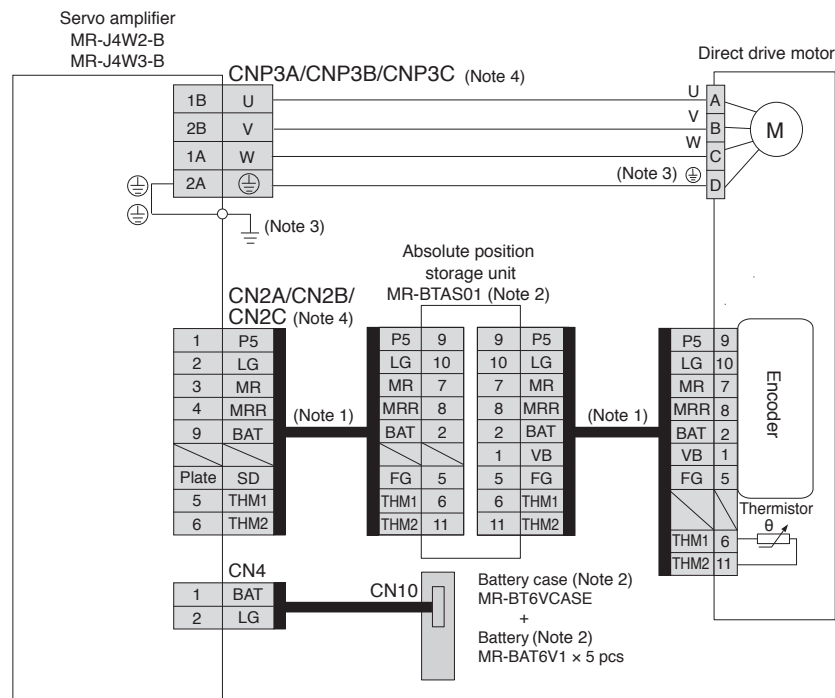 Servo amplifier
MR-J4W2-B
MR-J4W3-B
Direct drive motor
CNP3A/CNP3B/CNP3C (Note 4)
1B U
2B V
1A W
2A
U A
V B
W C
(Note 3) D
M
(Note 3)
Absolute position
storage unit
MR-BTAS01 (Note 2)
CN2A/CN2B/
CN2C (Note 4)
1 P5
2 LG
3 MR
4 MRR
9 BAT
Plate SD
5 THM1
6 THM2
(Note 1)
P5 9
LG 10
MR 7
MRR 8
BAT 2
FG 5
THM1 6
THM2 11
9 P5
10 LG
7 MR
8 MRR
2 BAT
1 VB
5 FG
6 THM1
11 THM2
(Note 1)
P5 9
LG 10
MR 7
MRR 8
BAT 2
VB 1
FG 5
THM1 6
THM2 11
Encoder
Thermistor
θ
CN4
1 BAT
2 LG
CN10
Battery case (Note 2)
MR-BT6VCASE
+
Battery (Note 2)
MR-BAT6V1 × 5 pcs